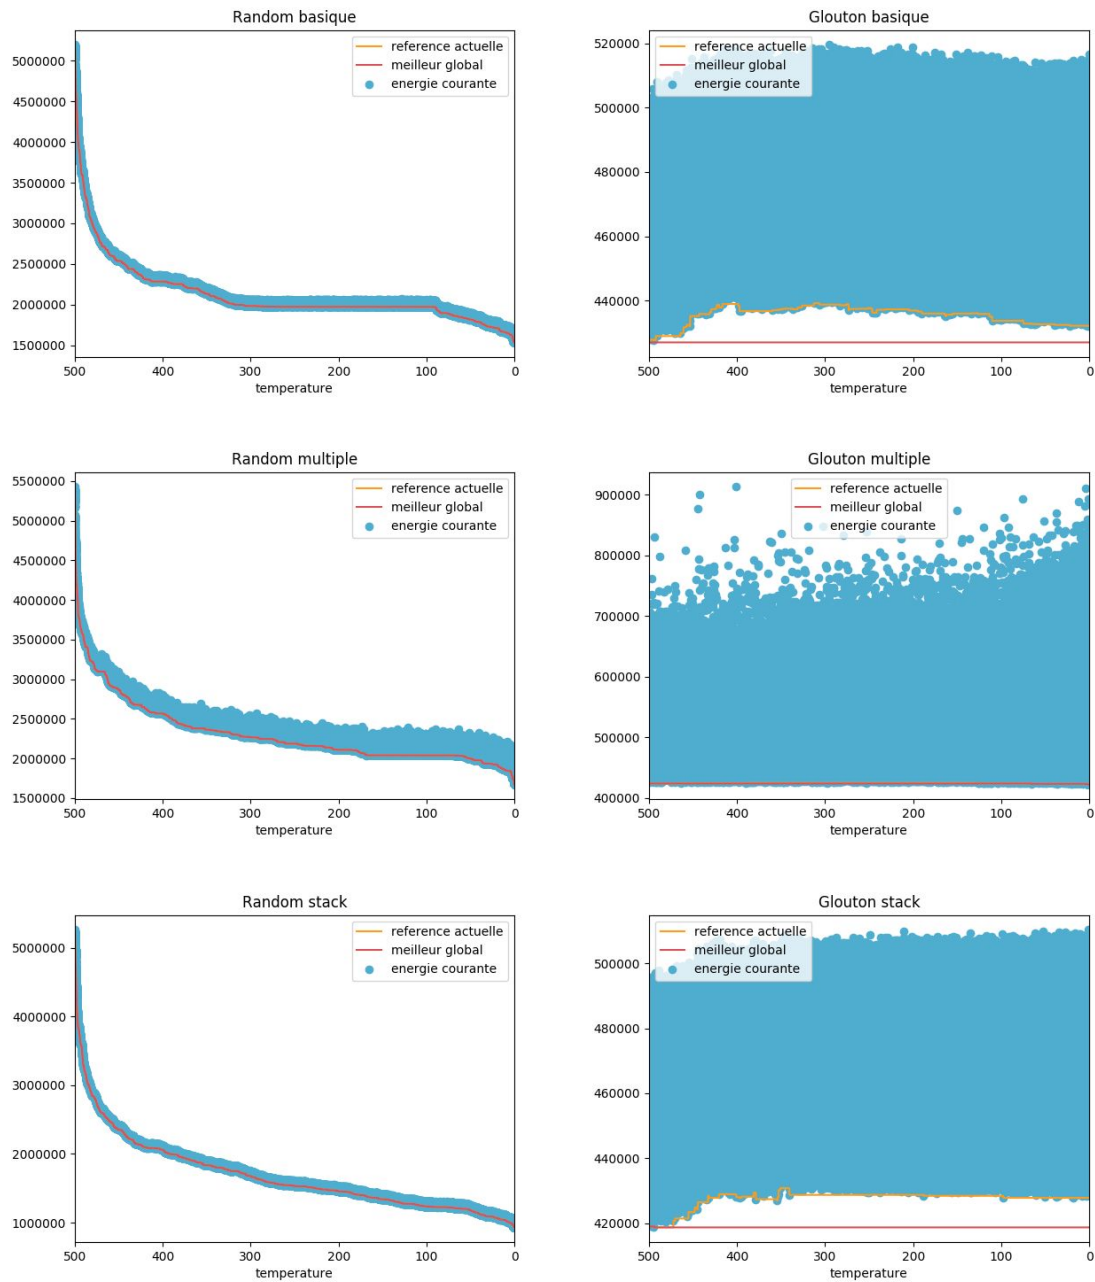 Random basique
reference actuelle
meilleur global
energie courante
5000000
4500000
4000000
3500000
3000000
2500000
2000000
1500000
500 400 300 200 100 0
temperature
Glouton basique
reference actuelle
meilleur global
energie courante
520000
500000
480000
460000
440000
500 400 300 200 100 0
temperature
Random multiple
reference actuelle
meilleur global
energie courante
5500000
5000000
4500000
4000000
3500000
3000000
2500000
2000000
1500000
500 400 300 200 100 0
temperature
Glouton multiple
reference actuelle
meilleur global
energie courante
900000
800000
700000
600000
500000
400000
500 400 300 200 100 0
temperature
Random stack
reference actuelle
meilleur global
energie courante
5000000
4000000
3000000
2000000
1000000
500 400 300 200 100 0
temperature
Glouton stack
reference actuelle
meilleur global
energie courante
500000
480000
460000
440000
420000
500 400 300 200 100 0
temperature